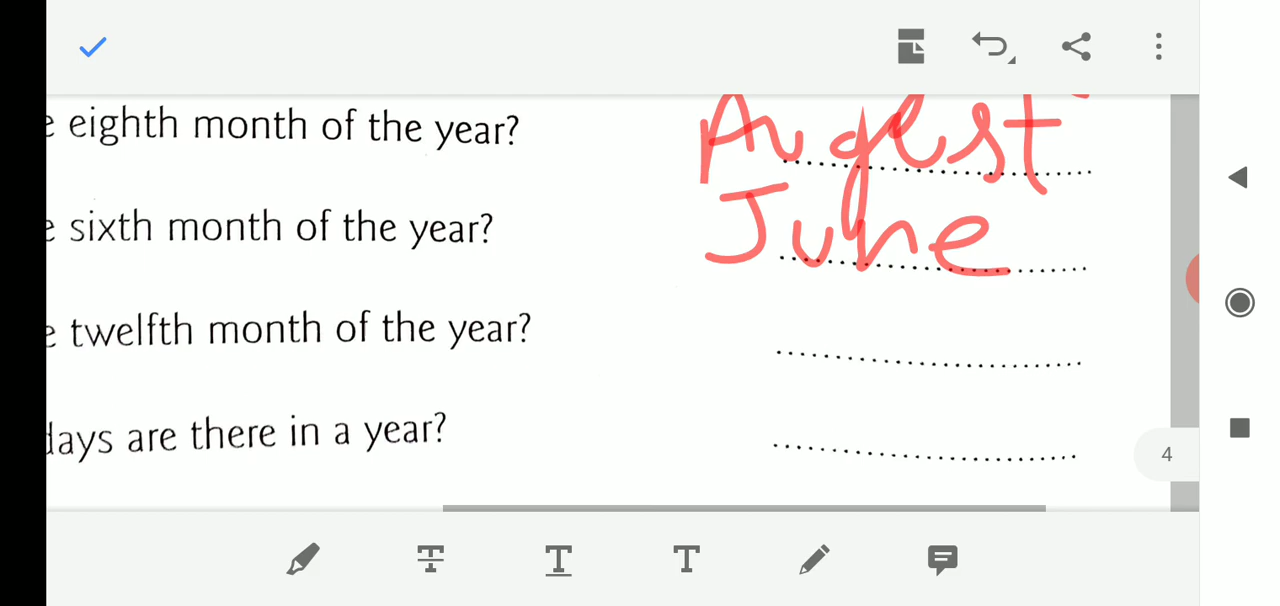 e eighth month of the year? Augest
e sixth month of the year? June
e twelfth month of the year?
days are there in a year?
4
T T T